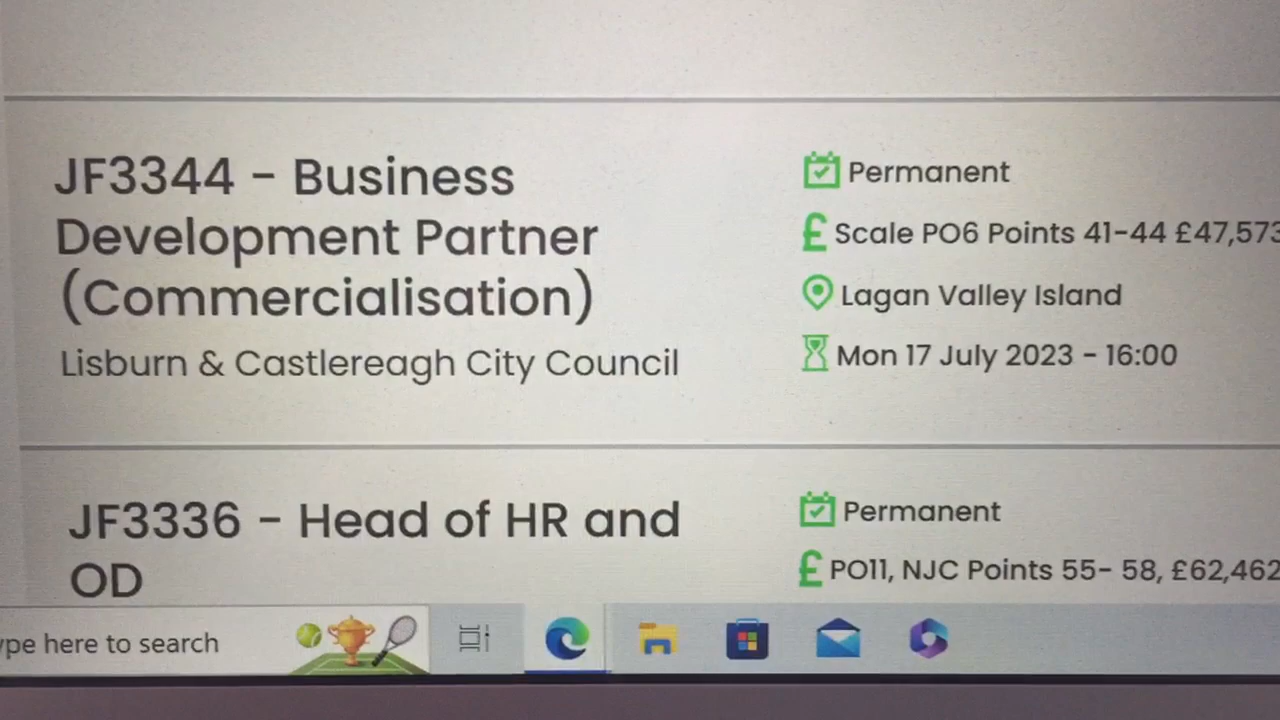 JF3344 - Business
Development Partner
(Commercialisation)
Lisburn & Castlereagh City Council
Permanent
Scale PO6 Points 41-44 £47,573
Lagan Valley Island
Mon 17 July 2023 - 16:00
JF3336 - Head of HR and
OD
Permanent
PO11, NJC Points 55- 58, £62,462
ype here to search